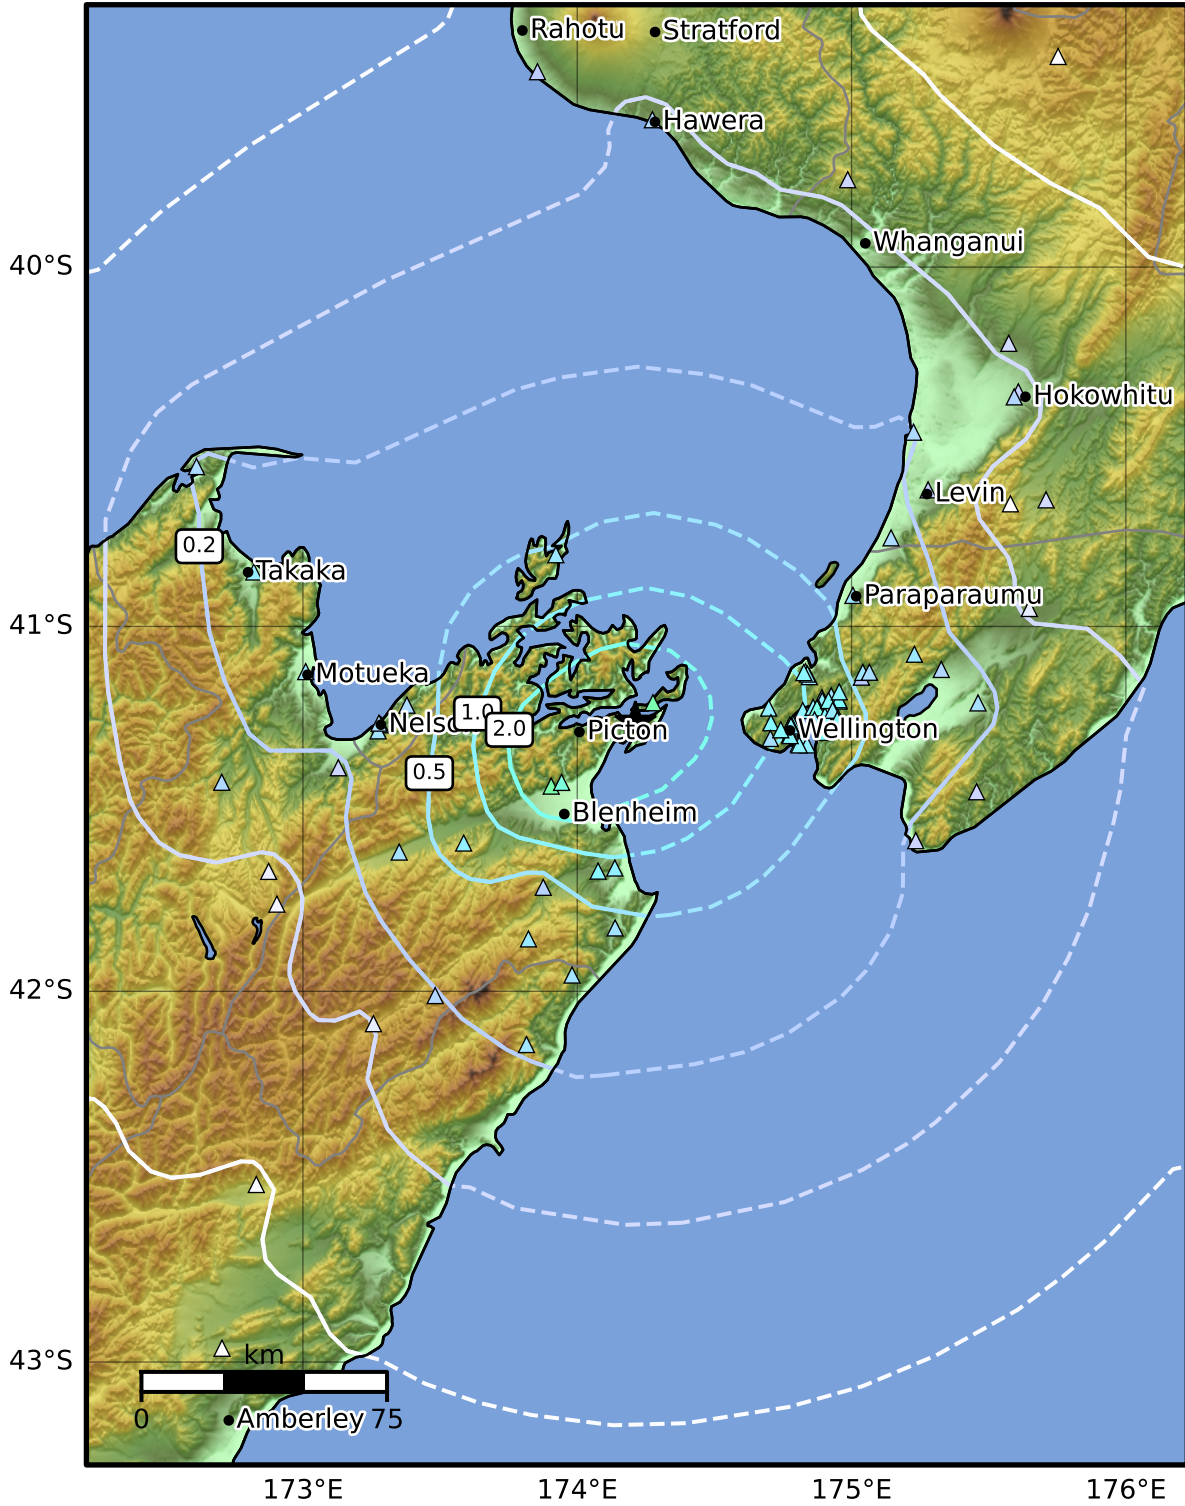 Rahotu
Stratford
Hawera
Whanganui
40°S
Hokowhitu
Levin
0.2
Takaka
Paraparaumu
41°S
Motueka
1.0
Nelso
2.0
Picton
Wellington
0.5
Blenheim
42°S
43°S
km
0
75
Amberley
173°E
174°E
175°E
176°E